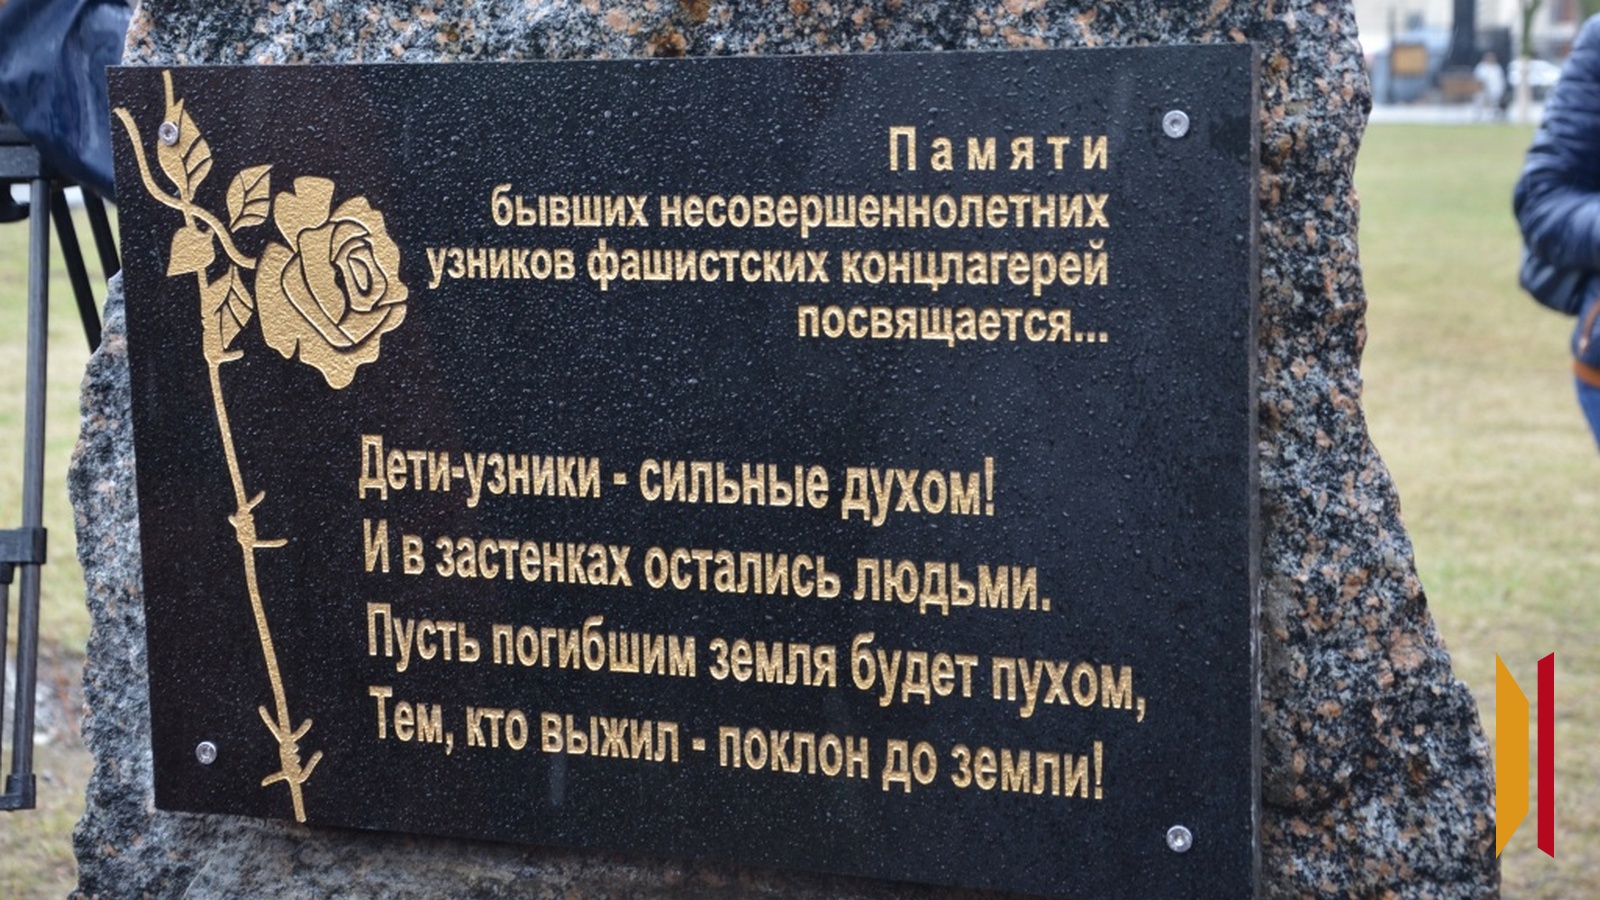 Памяти
бывших несовершеннолетних
узников фашистских концлагерей
посвящается...
Дети-узники - сильные духом!
И в застенках остались людьми.
Пусть погибшим земля будет пухом,
Тем, кто выжил - поклон до земли!